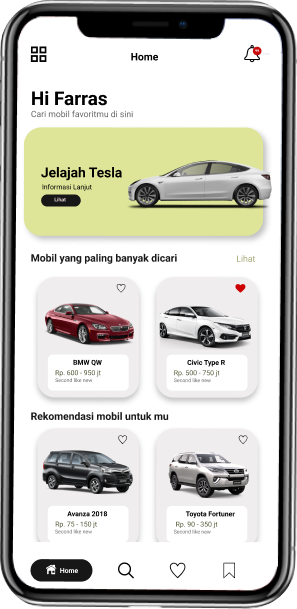 Home
Hi Farras
Cari mobil favoritmu di sini
Jelajah Tesla
Informasi Lanjut
Lihat
Mobil yang paling banyak dicari
Lihat
BMW QW
Rp. 600 - 950 jt
Second like new
Civic Type R
Rp. 500 - 750 jt
Second like new
Rekomendasi mobil untuk mu
Avanza 2018
Rp. 75 - 150 jt
Second like new
Toyota Fortuner
Rp. 90 - 350 jt
Second like new
Home